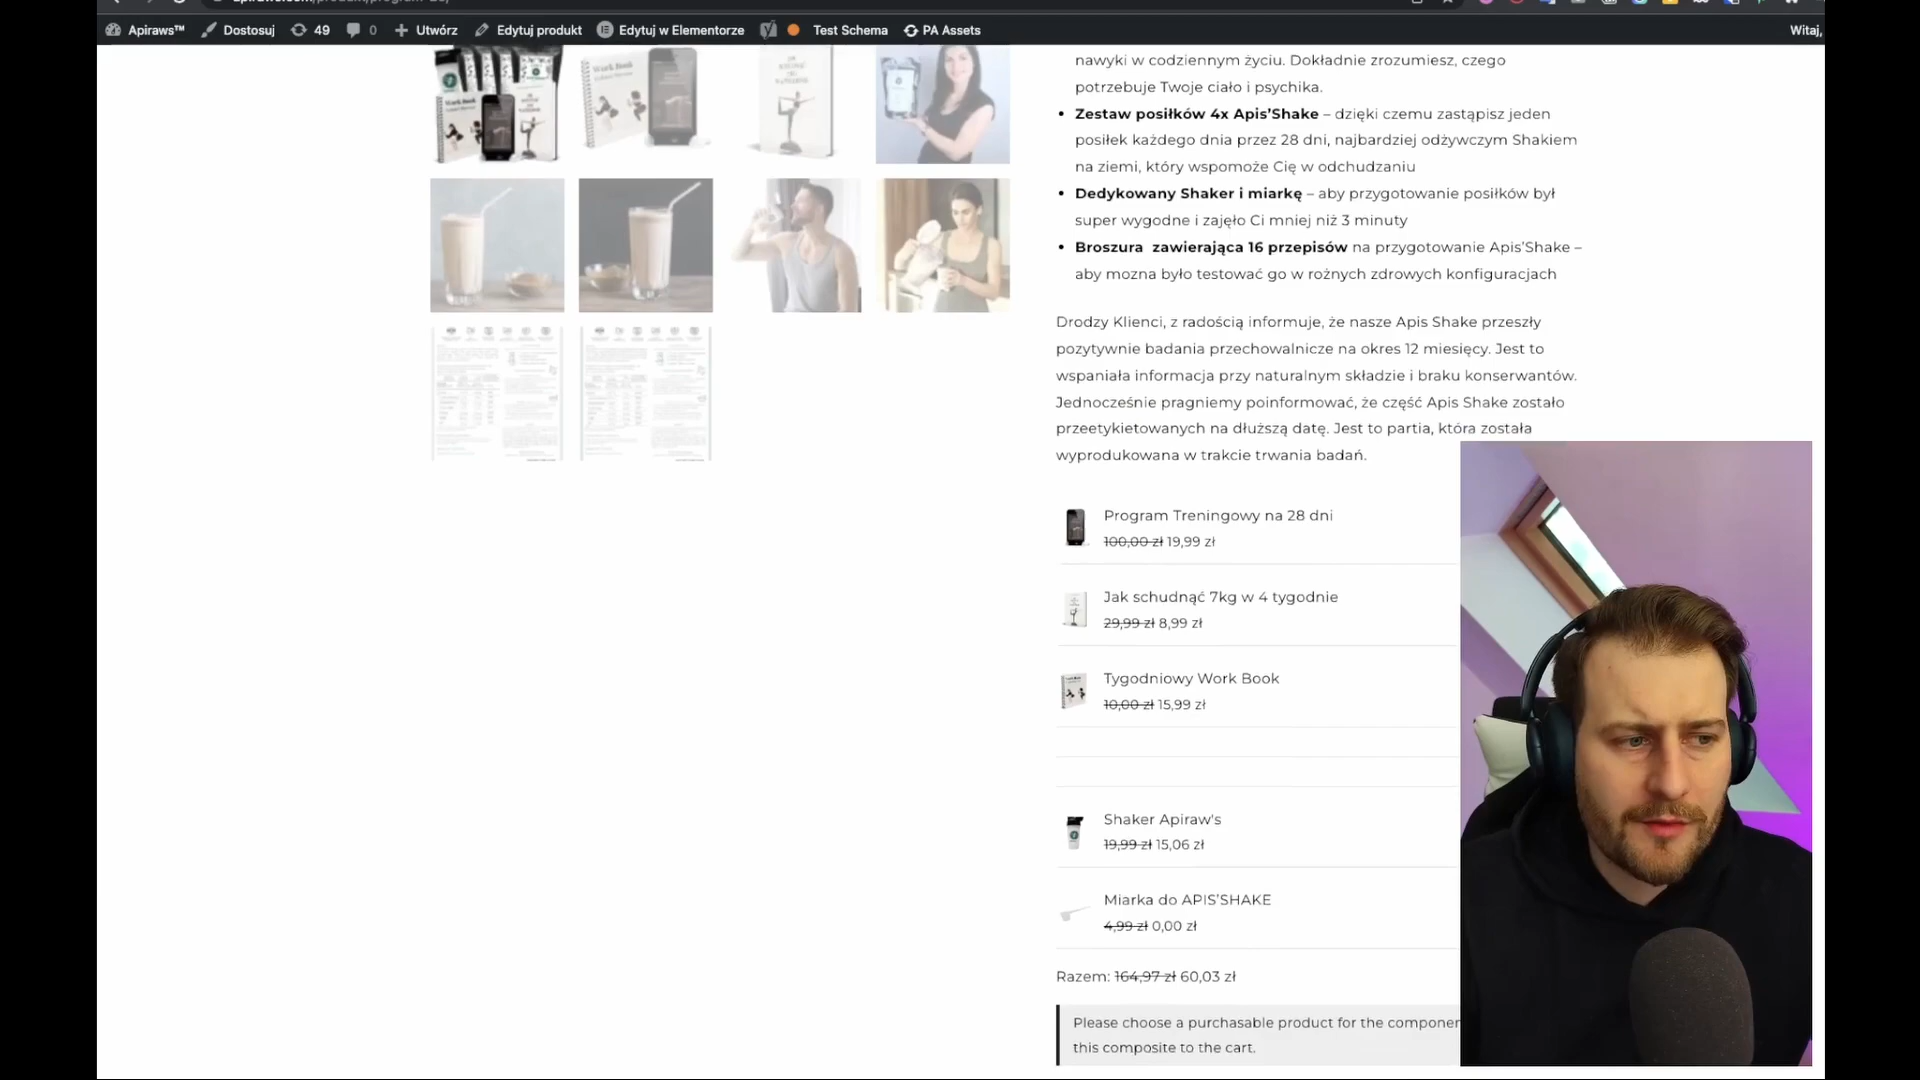 Apiraws™ Dostosuj 49 0 Utwórz Edytuj produkt Edytuj w Elementorze Test Schema PA Assets Witaj,
nawyki w codziennym życiu. Dokładnie zrozumiesz, czego
potrzebuje Twoje ciało i psychika.
Zestaw posiłków 4x Apis'Shake – dzięki czemu zastąpisz jeden
posiłek każdego dnia przez 28 dni, najbardziej odżywczym Shakiem
na ziemi, który wspomoże Cię w odchudzaniu
Dedykowany Shaker i miarkę – aby przygotowanie posiłków był
super wygodne i zajęło Ci mniej niż 3 minuty
Broszura zawierająca 16 przepisów na przygotowanie Apis'Shake –
aby mozna było testować go w rożnych zdrowych konfiguracjach
Drodzy Klienci, z radością informuje, że nasze Apis Shake przeszły
pozytywnie badania przechowalnicze na okres 12 miesięcy. Jest to
wspaniała informacja przy naturalnym składzie i braku konserwantów.
Jednocześnie pragniemy poinformować, że część Apis Shake zostało
przeetykietowanych na dłuższą datę. Jest to partia, która została
wyprodukowana w trakcie trwania badań.
Program Treningowy na 28 dni
100,00 zł 19,99 zł
Jak schudnąć 7kg w 4 tygodnie
29,99 zł 8,99 zł
Tygodniowy Work Book
10,00 zł 15,99 zł
Shaker Apiraw's
19,99 zł 15,06 zł
Miarka do APIS'SHAKE
4,99 zł 0,00 zł
Razem: 164,97 zł 60,03 zł
Please choose a purchasable product for the
this composite to the cart.